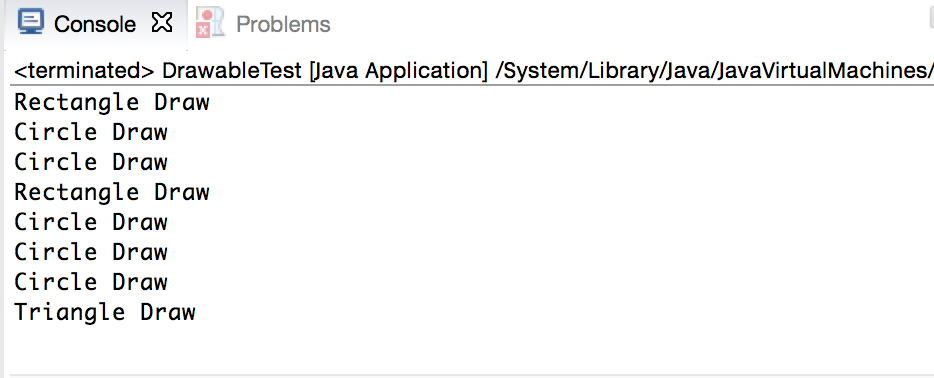 Console Problems
<terminated> DrawableTest [Java Application] /System/Library/Java/JavaVirtualMachines/
Rectangle Draw
Circle Draw
Circle Draw
Rectangle Draw
Circle Draw
Circle Draw
Circle Draw
Triangle Draw